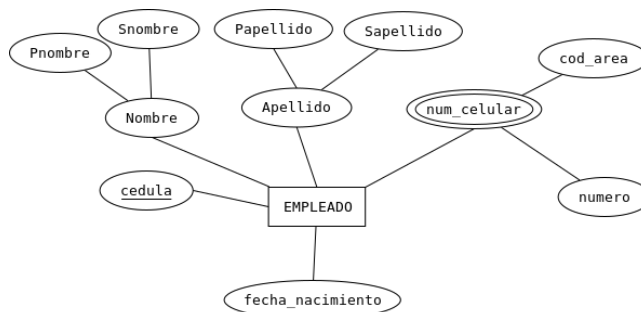 Snombre
Papellido
Sapellido
Pnombre
cod_area
Nombre
Apellido
num_celular
cedula
EMPLEADO
numero
fecha_nacimiento